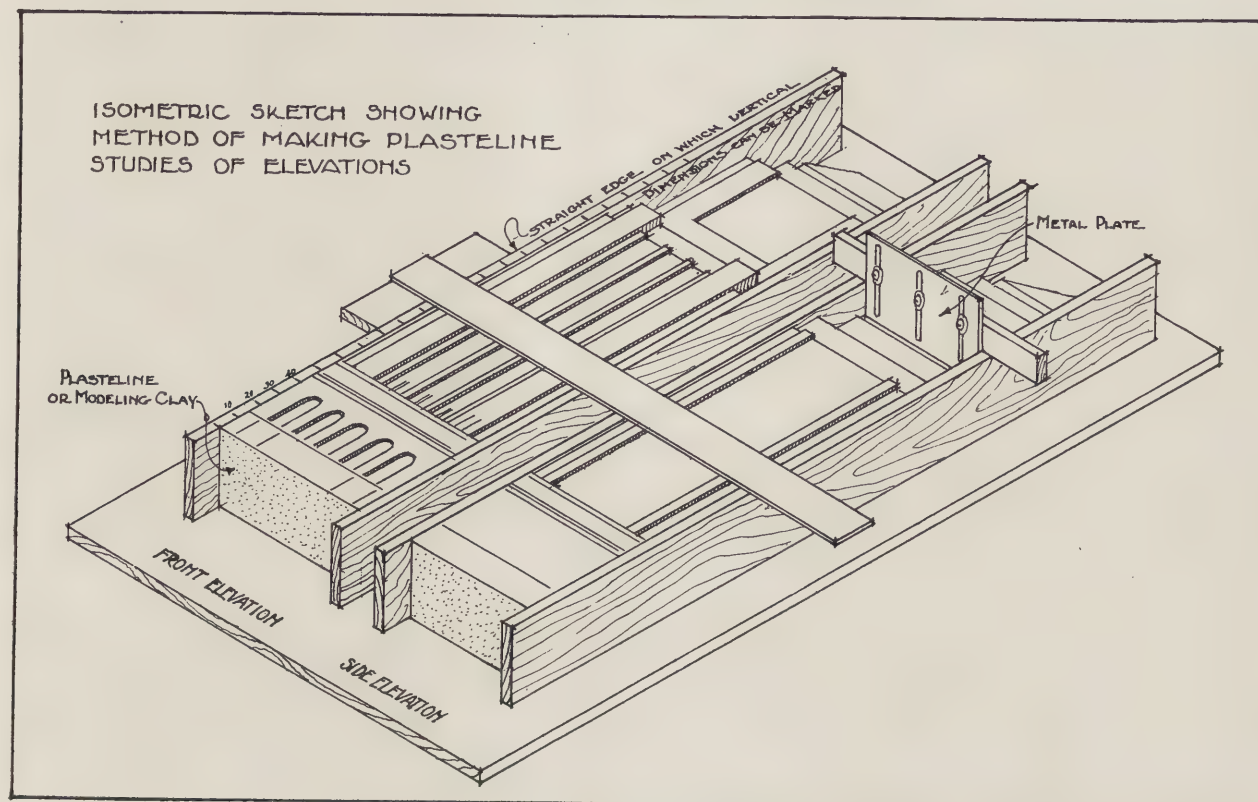 ISOMETRIC SKETCH SHOWING
METHOD OF MAKING PLASTELINE
STUDIES OF ELEVATIONS
STRAIGHT EDGE ON WHICH VERTICAL
DIMENSIONS CAN BE MARKED
METAL PLATE
PLASTELINE
OR MODELING CLAY
10 20 30 40
FRONT ELEVATION
SIDE ELEVATION